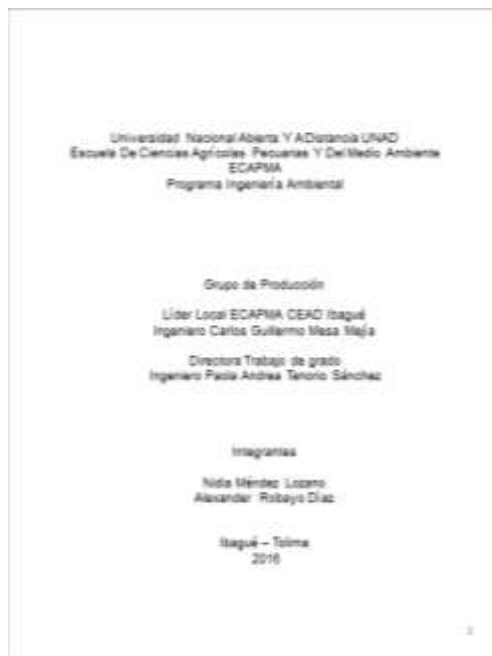 Universidad Nacional Abierta Y A Distancia UNAD
Escuela De Ciencias Agrícolas Pecuarias Y Del Medio Ambiente
ECAPMA
Programa Ingeniería Ambiental
Grupo de Producción
Líder Local ECAPMA CEAD Ibagué
Ingeniero Carlos Guillermo Mesa Mejía
Directora Trabajo de grado
Ingeniero Paola Andrea Tenorio Sánchez
Integrantes
Nidia Méndez Lozano
Alexander Robayo Díaz
Ibagué – Tolima
2016